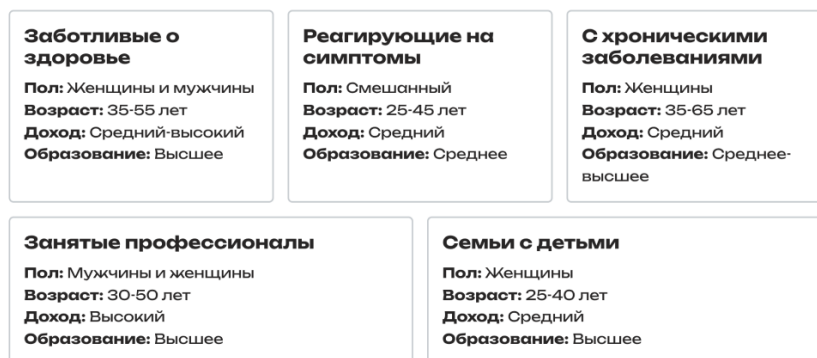 Заботливые о
здоровье
Пол: Женщины и мужчины
Возраст: 35-55 лет
Доход: Средний-высокий
Образование: Высшее
Реагирующие на
симптомы
Пол: Смешанный
Возраст: 25-45 лет
Доход: Средний
Образование: Среднее
С хроническими
заболеваниями
Пол: Женщины
Возраст: 35-65 лет
Доход: Средний
Образование: Среднее-
высшее
Занятые профессионалы
Пол: Мужчины и женщины
Возраст: 30-50 лет
Доход: Высокий
Образование: Высшее
Семьи с детьми
Пол: Женщины
Возраст: 25-40 лет
Доход: Средний
Образование: Высшее